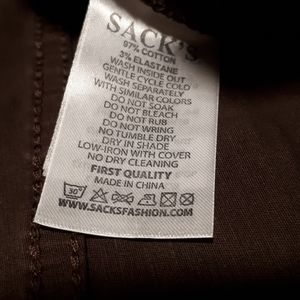 SACK'S
97% COTTON
3% ELASTANE
WASH INSIDE OUT
GENTLE CYCLE COLD
WASH SEPARATELY
WITH SIMILAR COLORS
DO NOT SOAK
DO NOT BLEACH
DO NOT RUB
DO NOT WRING
NO TUMBLE DRY
DRY IN SHADE
LOW-IRON WITH COVER
NO DRY CLEANING
FIRST QUALITY
MADE IN CHINA
30°
WWW.SACKSFASHION.COM